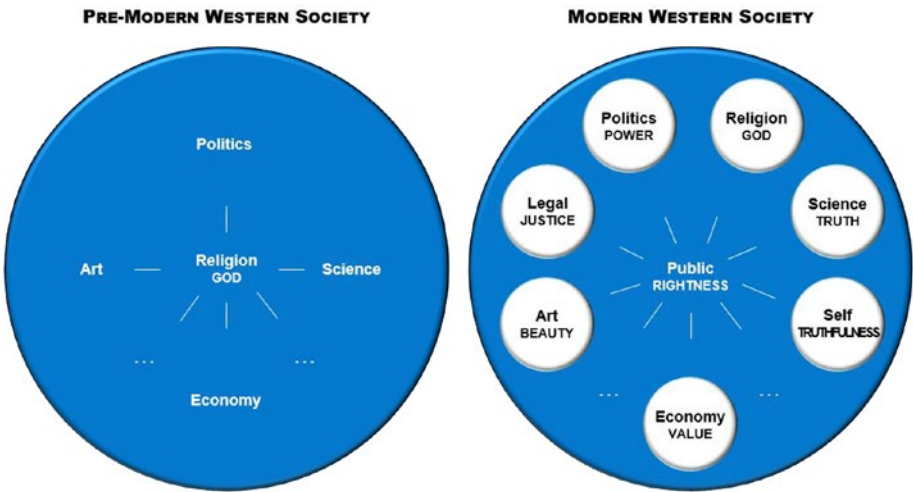 PRE-MODERN WESTERN SOCIETY
Politics
Art
Religion
GOD
Science
...
...
Economy
MODERN WESTERN SOCIETY
Politics
POWER
Religion
GOD
Legal
JUSTICE
Science
TRUTH
Public
RIGHTNESS
Art
BEAUTY
Self
TRUTHFULNESS
...
...
Economy
VALUE